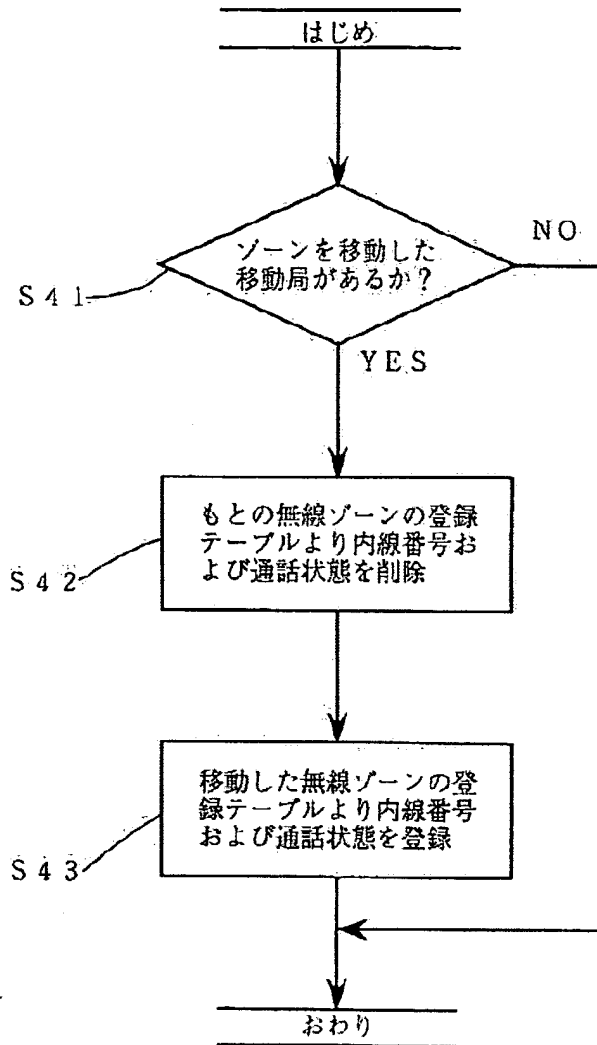 はじめ
ゾーンを移動した
移動局があるか？
NO
S41
YES
もとの無線ゾーンの登録
テーブルより内線番号お
よび通話状態を削除
S42
移動した無線ゾーンの登
録テーブルより内線番号
および通話状態を登録
S43
おわり